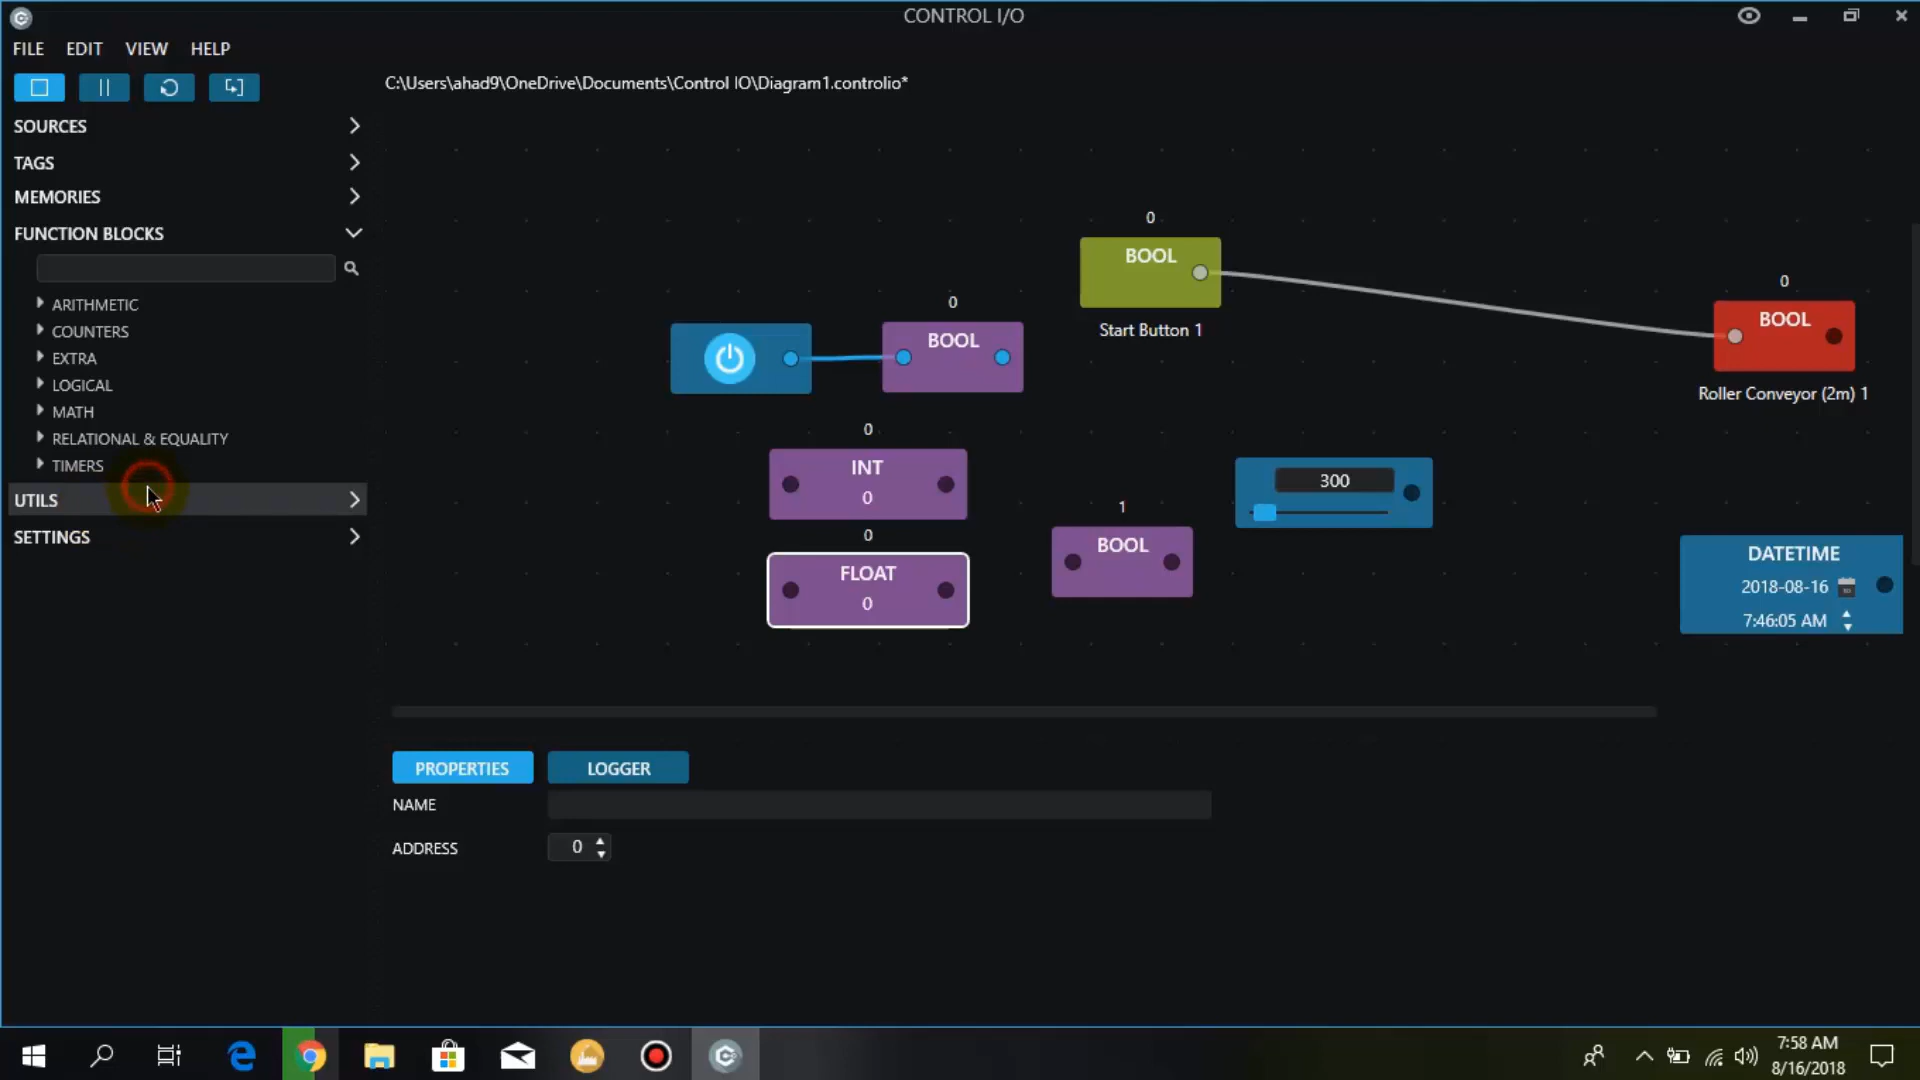 CONTROL I/O
FILE EDIT VIEW HELP
C:\Users\ahad9\OneDrive\Documents\Control IO\Diagram1.controlio*
SOURCES
TAGS
MEMORIES
FUNCTION BLOCKS
ARITHMETIC
COUNTERS
EXTRA
LOGICAL
MATH
RELATIONAL & EQUALITY
TIMERS
UTILS
SETTINGS
0
BOOL
Start Button 1
0
BOOL
Roller Conveyor (2m) 1
0
BOOL
0
INT
0
0
FLOAT
0
1
BOOL
300
DATETIME
2018-08-16
7:46:05 AM
PROPERTIES LOGGER
NAME
ADDRESS 0
7:58 AM
8/16/2018